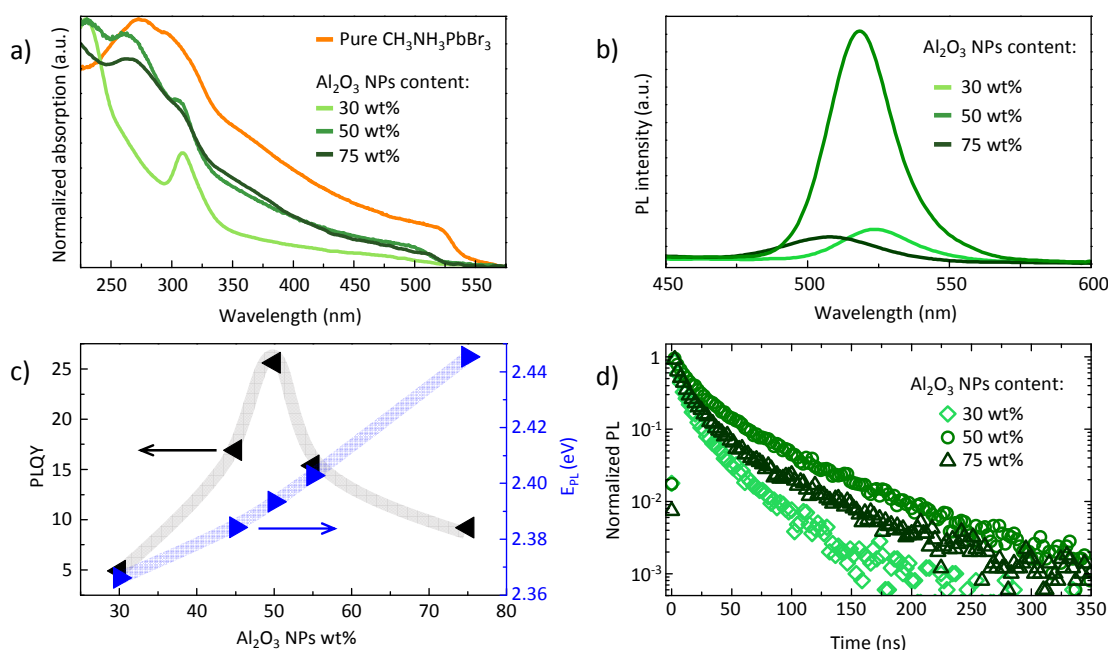 a)
Normalized absorption (a.u.)
Pure CH₃NH₃PbBr₃
Al₂O₃ NPs content:
30 wt%
50 wt%
75 wt%
250 300 350 400 450 500 550
Wavelength (nm)
b)
PL intensity (a.u.)
Al₂O₃ NPs content:
30 wt%
50 wt%
75 wt%
450 500 550 600
Wavelength (nm)
c)
PLQY
25
20
15
10
5
2.44
2.42
2.40
2.38
2.36
E_PL (eV)
30 40 50 60 70 80
Al₂O₃ NPs wt%
d)
Normalized PL
1
10⁻¹
10⁻²
10⁻³
Al₂O₃ NPs content:
30 wt%
50 wt%
75 wt%
0 50 100 150 200 250 300 350
Time (ns)